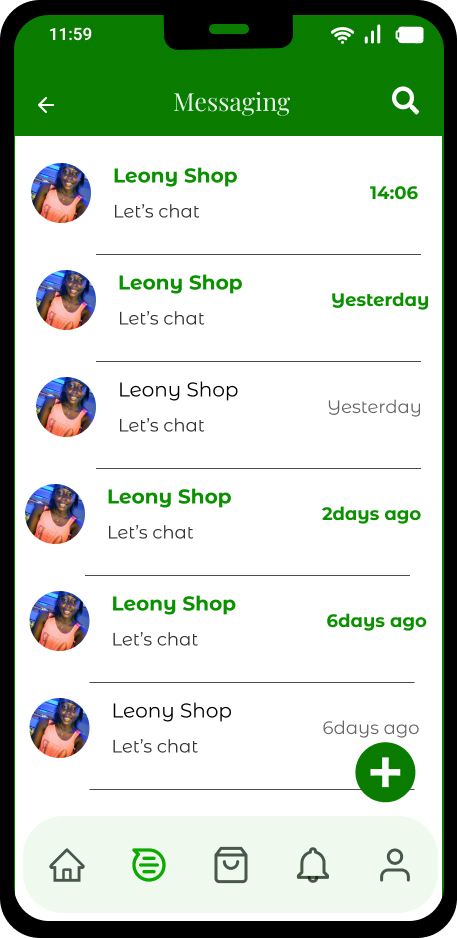 11:59
Messaging
Leony Shop
14:06
Let's chat
Leony Shop
Yesterday
Let's chat
Leony Shop
Yesterday
Let's chat
Leony Shop
2days ago
Let's chat
Leony Shop
6days ago
Let's chat
Leony Shop
6days ago
Let's chat